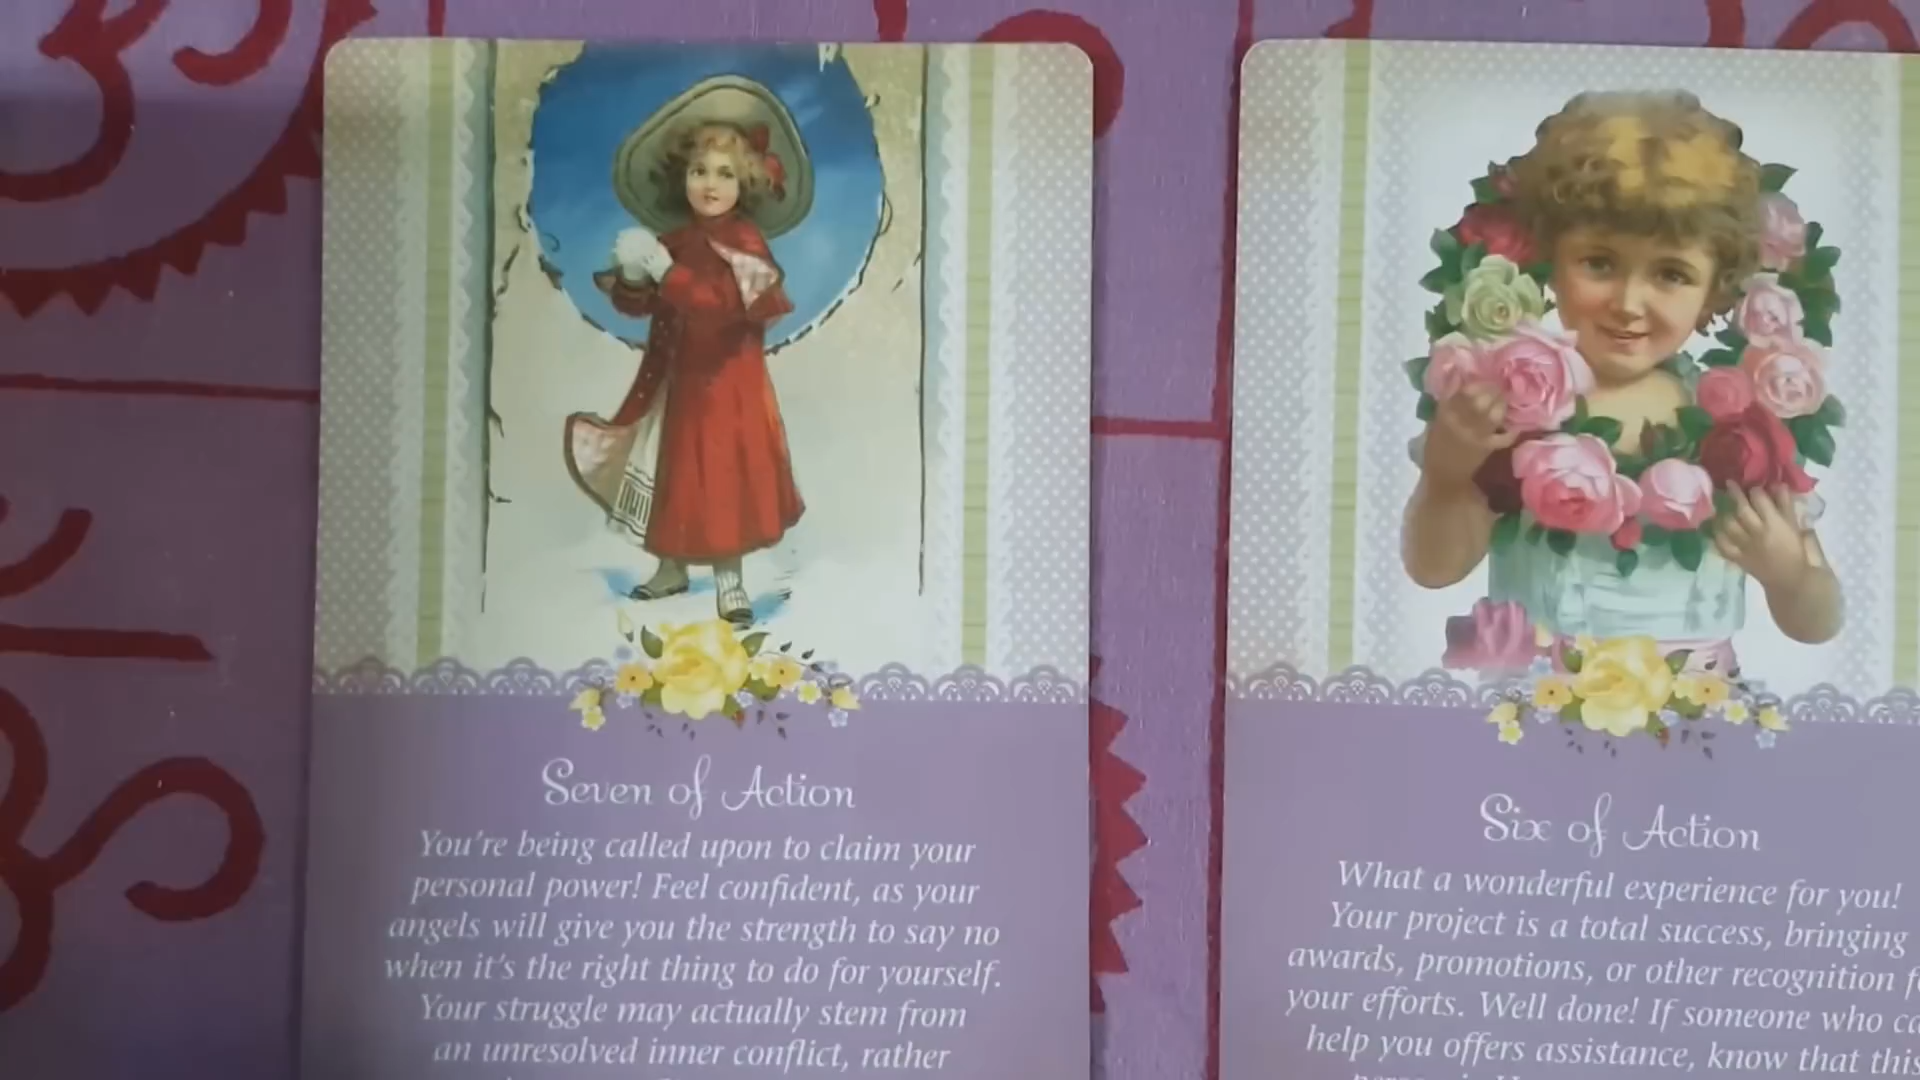 Seven of Action
You're being called upon to claim your
personal power! Feel confident, as your
angels will give you the strength to say no
when it's the right thing to do for yourself.
Your struggle may actually stem from
an unresolved inner conflict, rather
Six of Action
What a wonderful experience for you!
Your project is a total success, bringing
awards, promotions, or other recognition
your efforts. Well done! If someone who
help you offers assistance, know that this